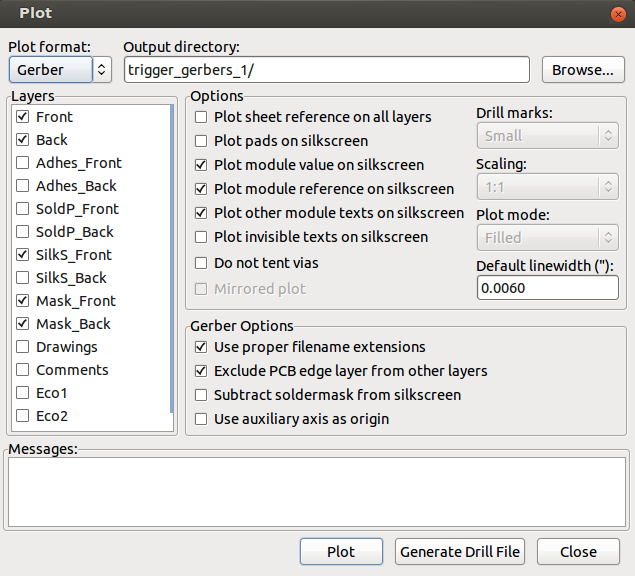 Plot
Plot format:
Output directory:
Gerber
trigger_gerbers_1/
Browse...
Layers
Front
Back
Adhes_Front
Adhes_Back
SoldP_Front
SoldP_Back
SilkS_Front
SilkS_Back
Mask_Front
Mask_Back
Drawings
Comments
Eco1
Eco2
Options
Plot sheet reference on all layers
Plot pads on silkscreen
Plot module value on silkscreen
Plot module reference on silkscreen
Plot other module texts on silkscreen
Plot invisible texts on silkscreen
Do not tent vias
Mirrored plot
Drill marks:
Small
Scaling:
1:1
Plot mode:
Filled
Default linewidth ("):
0.0060
Gerber Options
Use proper filename extensions
Exclude PCB edge layer from other layers
Subtract soldermask from silkscreen
Use auxiliary axis as origin
Messages:
Plot
Generate Drill File
Close